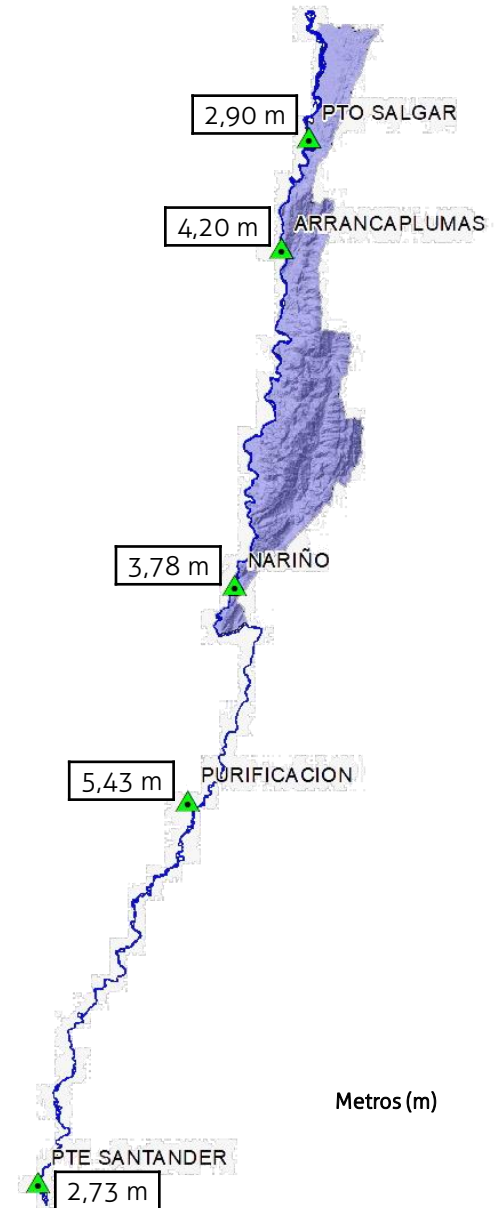 2,90 m
PTO SALGAR
4,20 m
ARRANCAPLUMAS
3,78 m
NARIÑO
5,43 m
PURIFICACION
Metros (m)
PTE SANTANDER
2,73 m